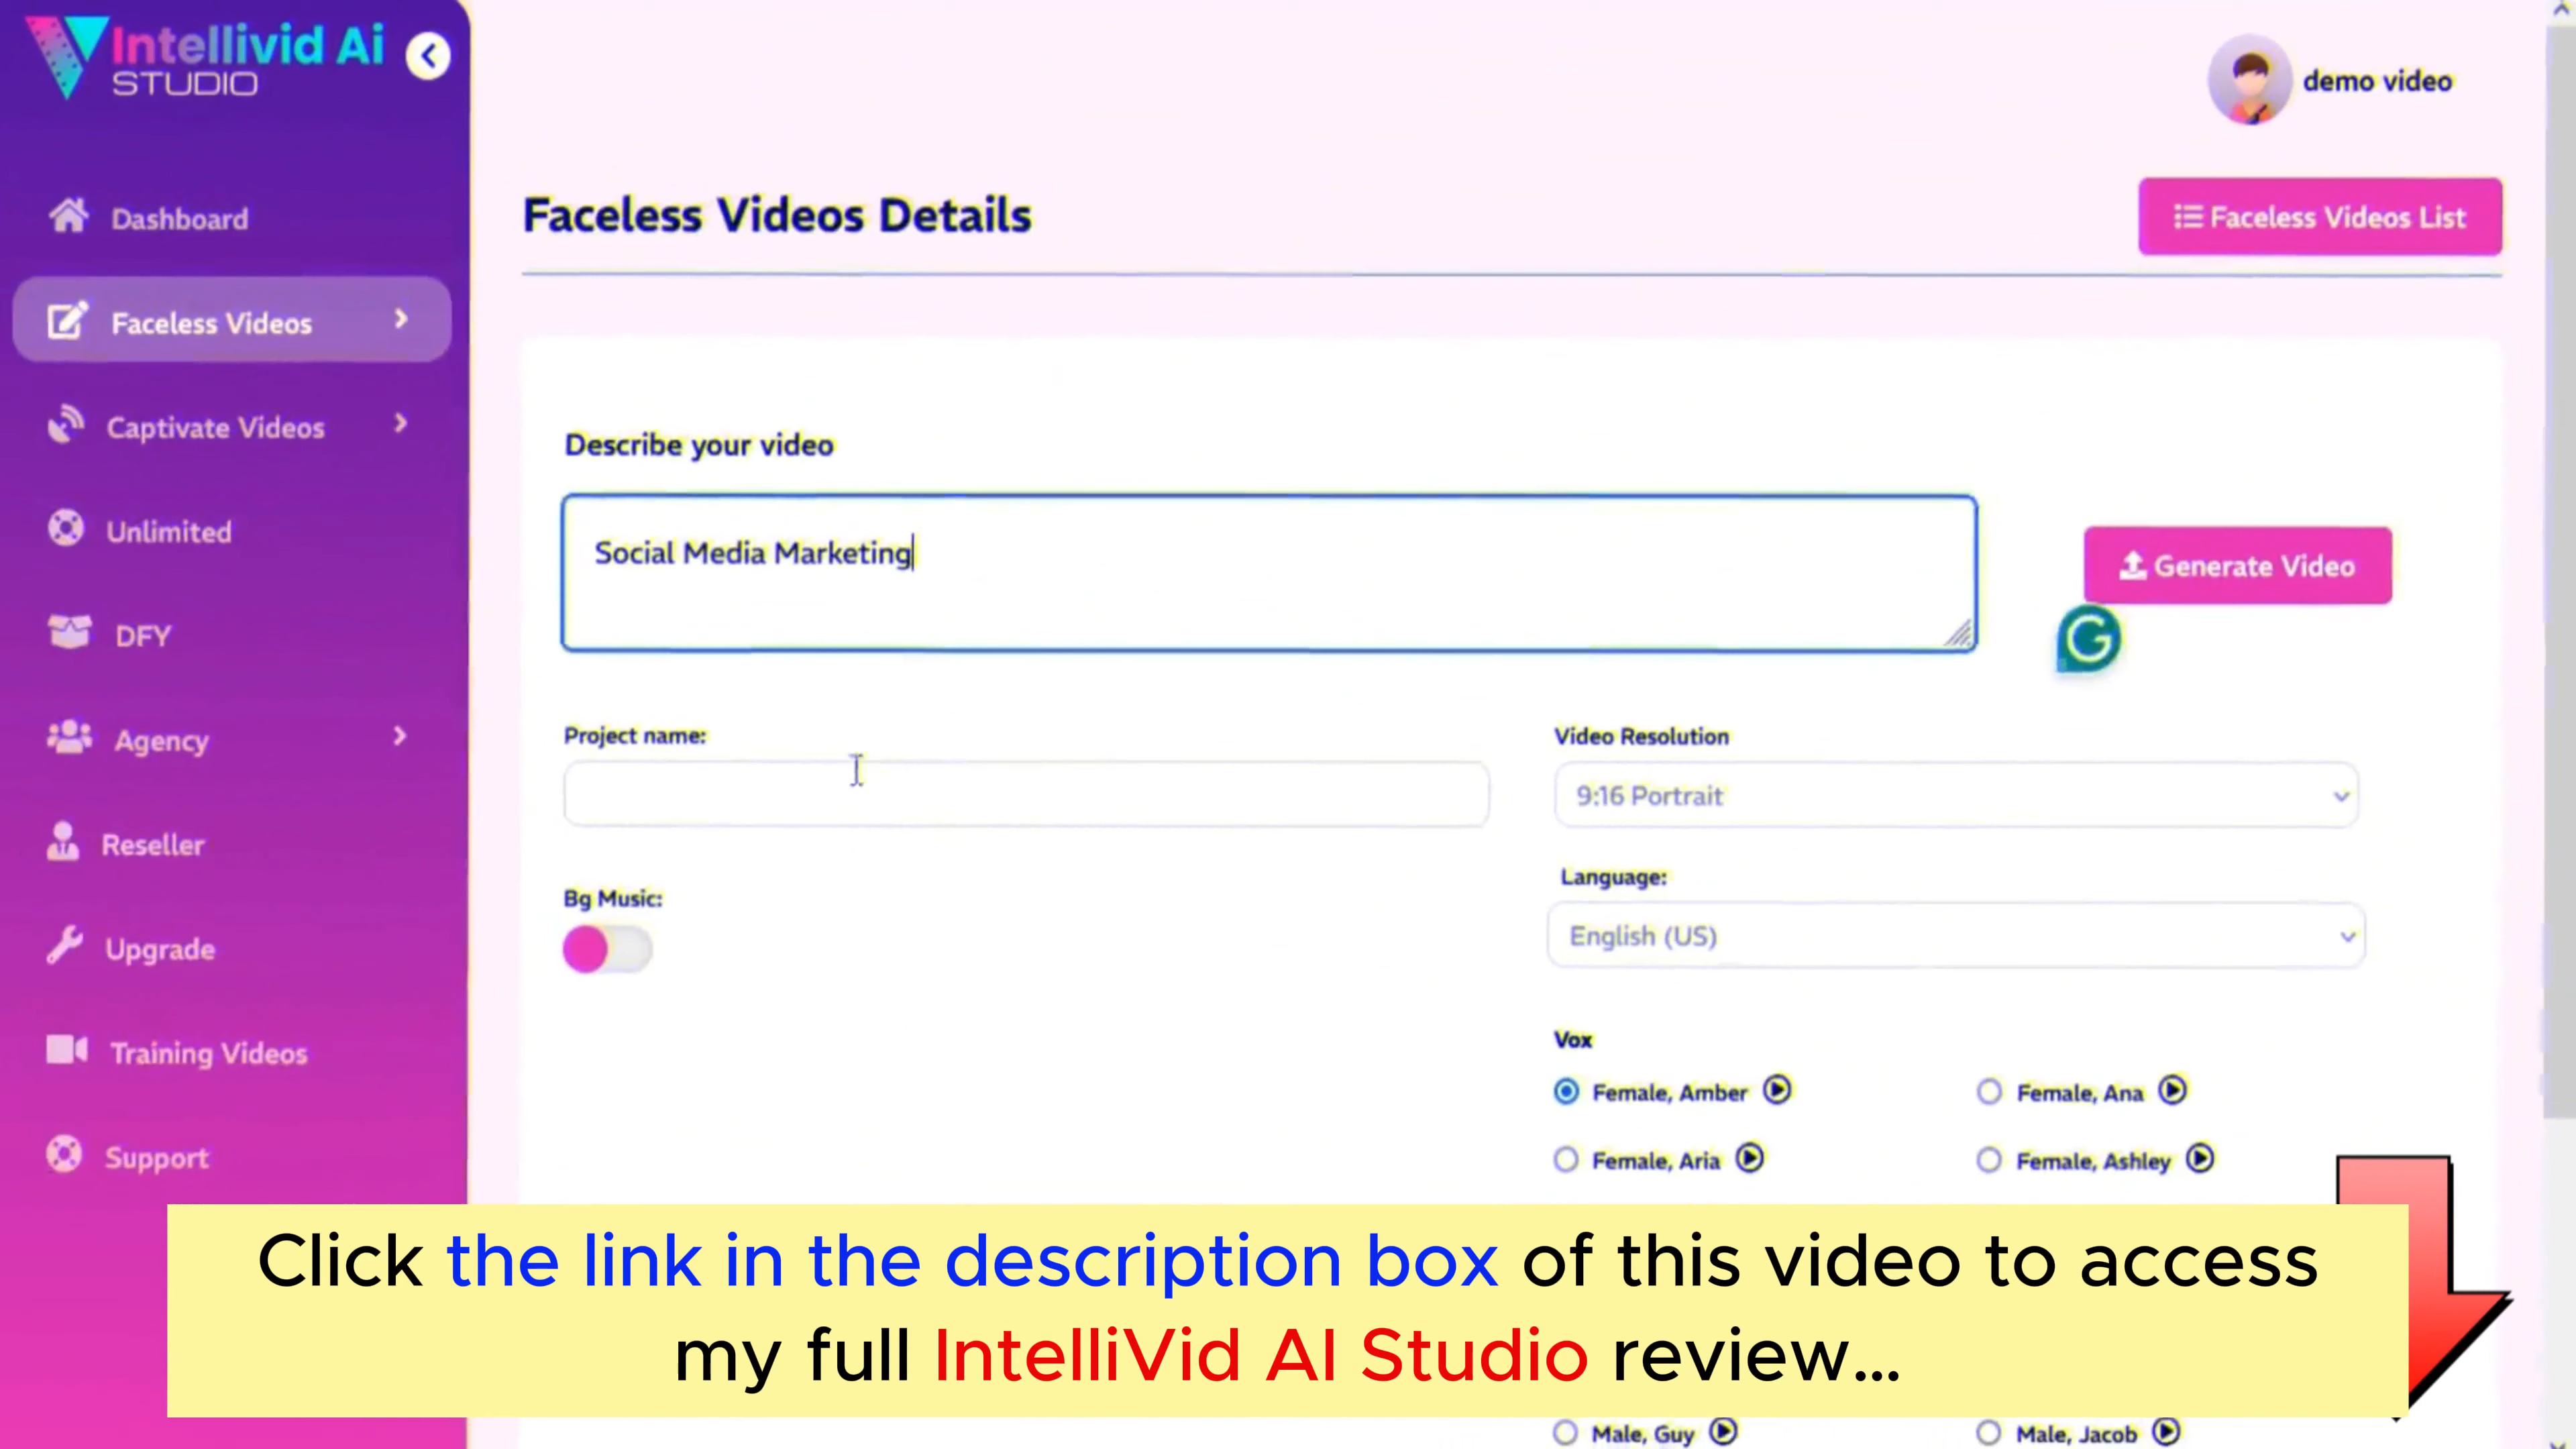 Intellivid Ai
STUDIO
demo video
Dashboard
Faceless Videos
Captivate Videos
Unlimited
DFY
Agency
Reseller
Upgrade
Training Videos
Support
Faceless Videos Details
Faceless Videos List
Describe your video
Social Media Marketing
Generate Video
G
Project name:
Video Resolution
9:16 Portrait
Bg Music:
Language:
English (US)
Vox
Female, Amber
Female, Ana
Female, Aria
Female, Ashley
Click the link in the description box of this video to access
my full IntelliVid AI Studio review...
Male, Guy
Male, Jacob